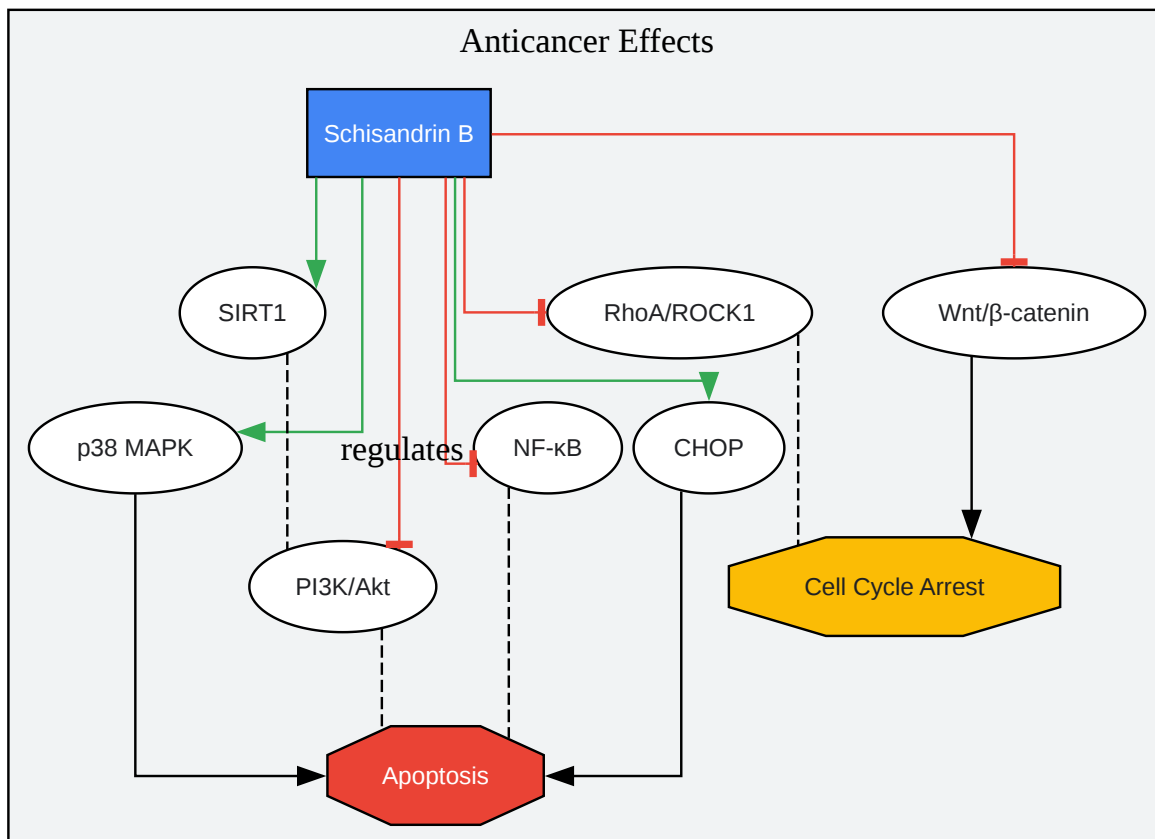 Anticancer Effects
Schisandrin B
SIRT1
RhoA/ROCK1
Wnt/β-catenin
p38 MAPK
regulates
NF-κB
CHOP
PI3K/Akt
Cell Cycle Arrest
Apoptosis